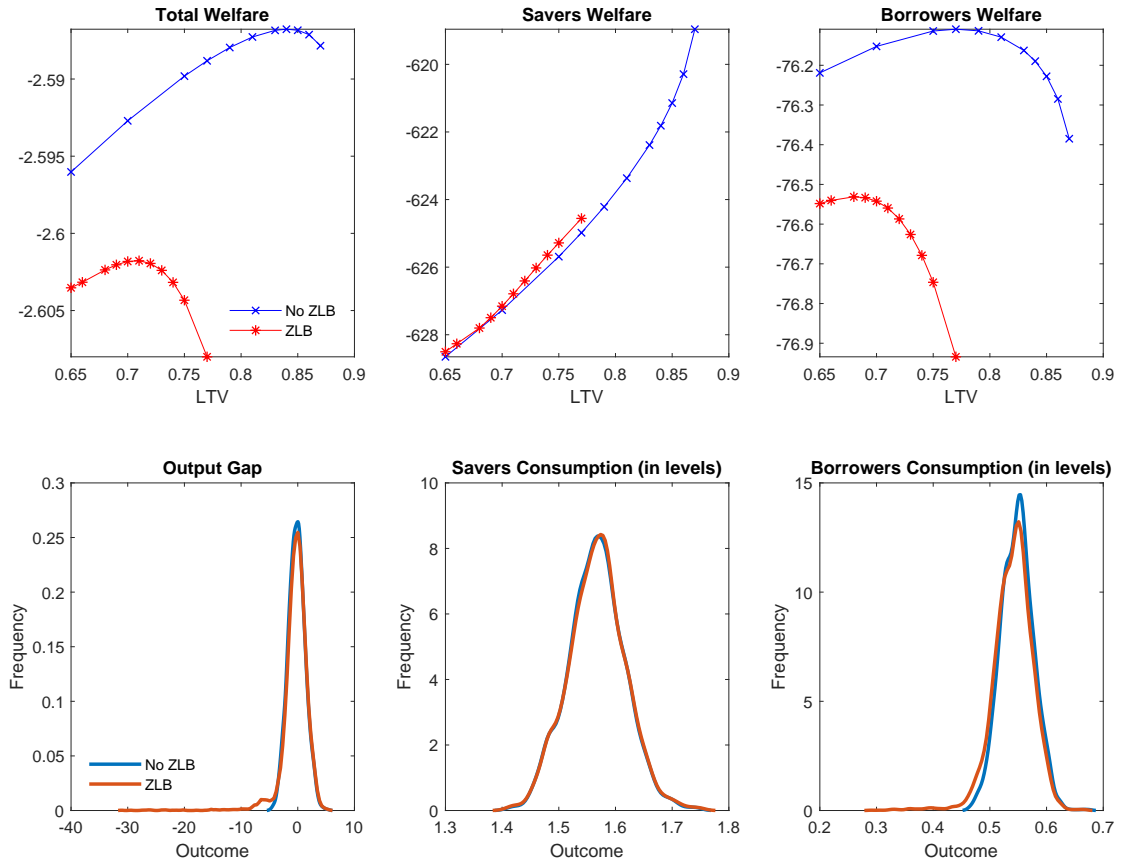 Total Welfare
-2.59
-2.595
-2.6
-2.605
No ZLB
ZLB
0.65 0.7 0.75 0.8 0.85 0.9
LTV
Savers Welfare
-620
-622
-624
-626
-628
0.65 0.7 0.75 0.8 0.85 0.9
LTV
Borrowers Welfare
-76.2
-76.3
-76.4
-76.5
-76.6
-76.7
-76.8
-76.9
0.65 0.7 0.75 0.8 0.85 0.9
LTV
Output Gap
Frequency
0.3
0.25
0.2
0.15
0.1
0.05
0
No ZLB
ZLB
-40 -30 -20 -10 0 10
Outcome
Savers Consumption (in levels)
Frequency
10
8
6
4
2
0
1.3 1.4 1.5 1.6 1.7 1.8
Outcome
Borrowers Consumption (in levels)
Frequency
15
10
5
0
0.2 0.3 0.4 0.5 0.6 0.7
Outcome